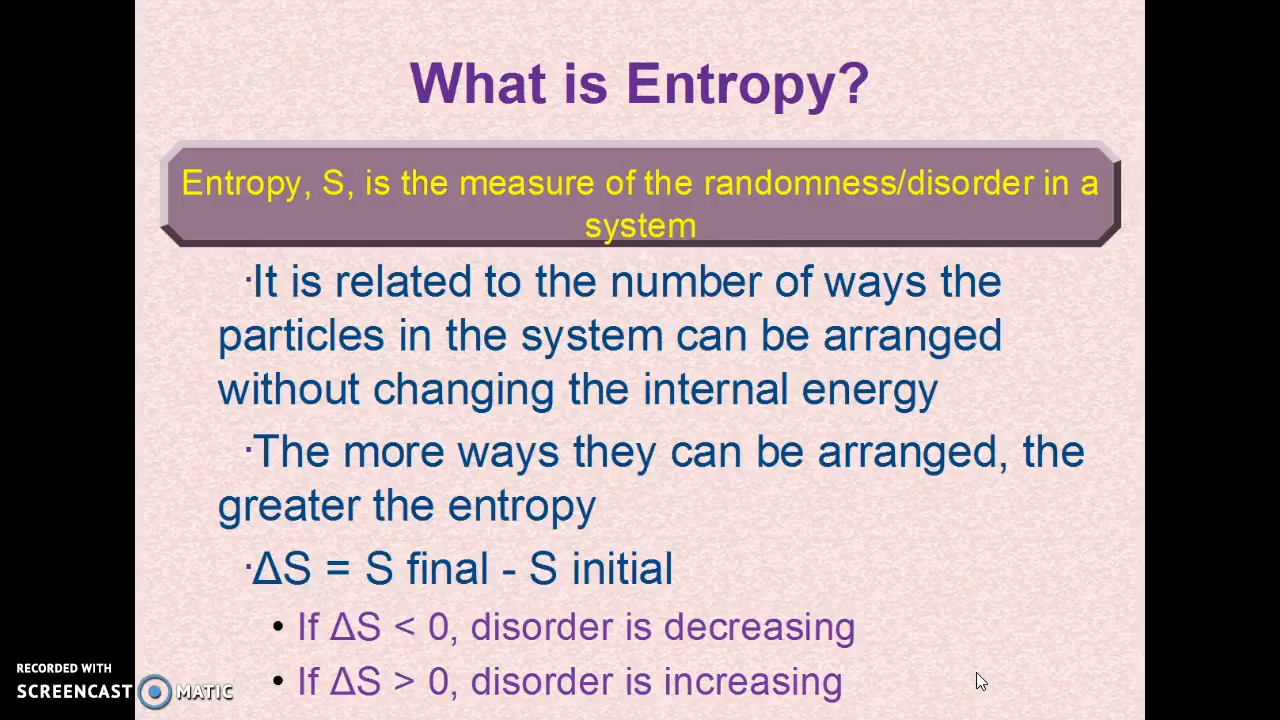 What is Entropy?
Entropy, S, is the measure of the randomness/disorder in a
system
·It is related to the number of ways the
particles in the system can be arranged
without changing the internal energy
·The more ways they can be arranged, the
greater the entropy
·ΔS = S final - S initial
• If ΔS < 0, disorder is decreasing
• If ΔS > 0, disorder is increasing
RECORDED WITH
SCREENCAST MATIC